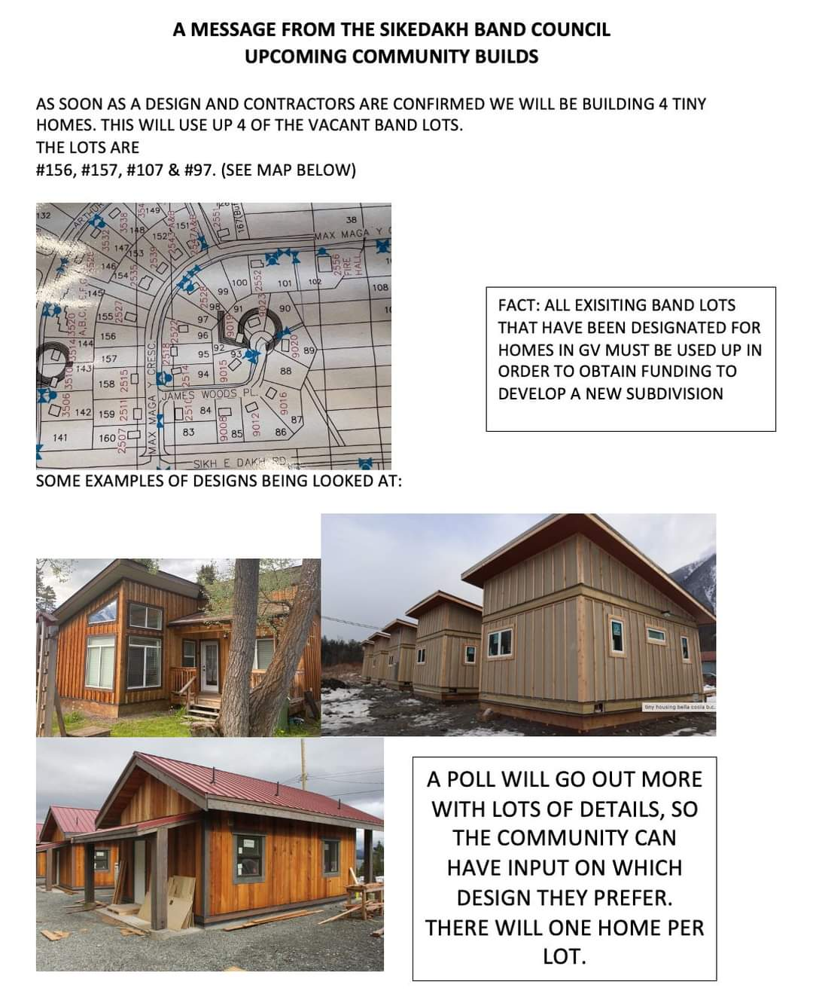 A MESSAGE FROM THE SIKEDAKH BAND COUNCIL
UPCOMING COMMUNITY BUILDS
AS SOON AS A DESIGN AND CONTRACTORS ARE CONFIRMED WE WILL BE BUILDING 4 TINY
HOMES. THIS WILL USE UP 4 OF THE VACANT BAND LOTS.
THE LOTS ARE
#156, #157, #107 & #97. (SEE MAP BELOW)
132
ARTHUR
3538
354
149
151
38
MAX MAGA Y C
3532
148
152
2543 A&B
2547A&B
2551
167(Bu
147
153
2539
2556
FIRE
HALL
146
154
2535
100
2552
101
102
108
145
99
2528
155
2527
98
91
9023
90
97
9019
A,B,C,E,F,G
3520
156
2522
96
144
3514
92
9020
89
157
2518
95
93
143
3510
9015
88
158
2515
2514
94
JAMES WOODS PL.
9016
3506
142
159
2511
MAX MAGA Y CRESC.
2510
84
9008
9012
87
141
160
2507
83
85
86
SIKH E DAKH RD
FACT: ALL EXISITING BAND LOTS
THAT HAVE BEEN DESIGNATED FOR
HOMES IN GV MUST BE USED UP IN
ORDER TO OBTAIN FUNDING TO
DEVELOP A NEW SUBDIVISION
SOME EXAMPLES OF DESIGNS BEING LOOKED AT:
tiny housing bella coola b.c.
A POLL WILL GO OUT MORE
WITH LOTS OF DETAILS, SO
THE COMMUNITY CAN
HAVE INPUT ON WHICH
DESIGN THEY PREFER.
THERE WILL ONE HOME PER
LOT.